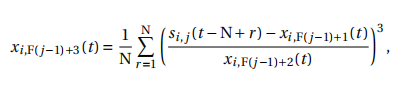 x_{i,F(j−1)+3}(t) = \frac{1}{N} \sum_{r=1}^{N} \left( \frac{s_{i,j}(t−N+r) − x_{i,F(j−1)+1}(t)}{x_{i,F(j−1)+2}(t)} \right)^3,